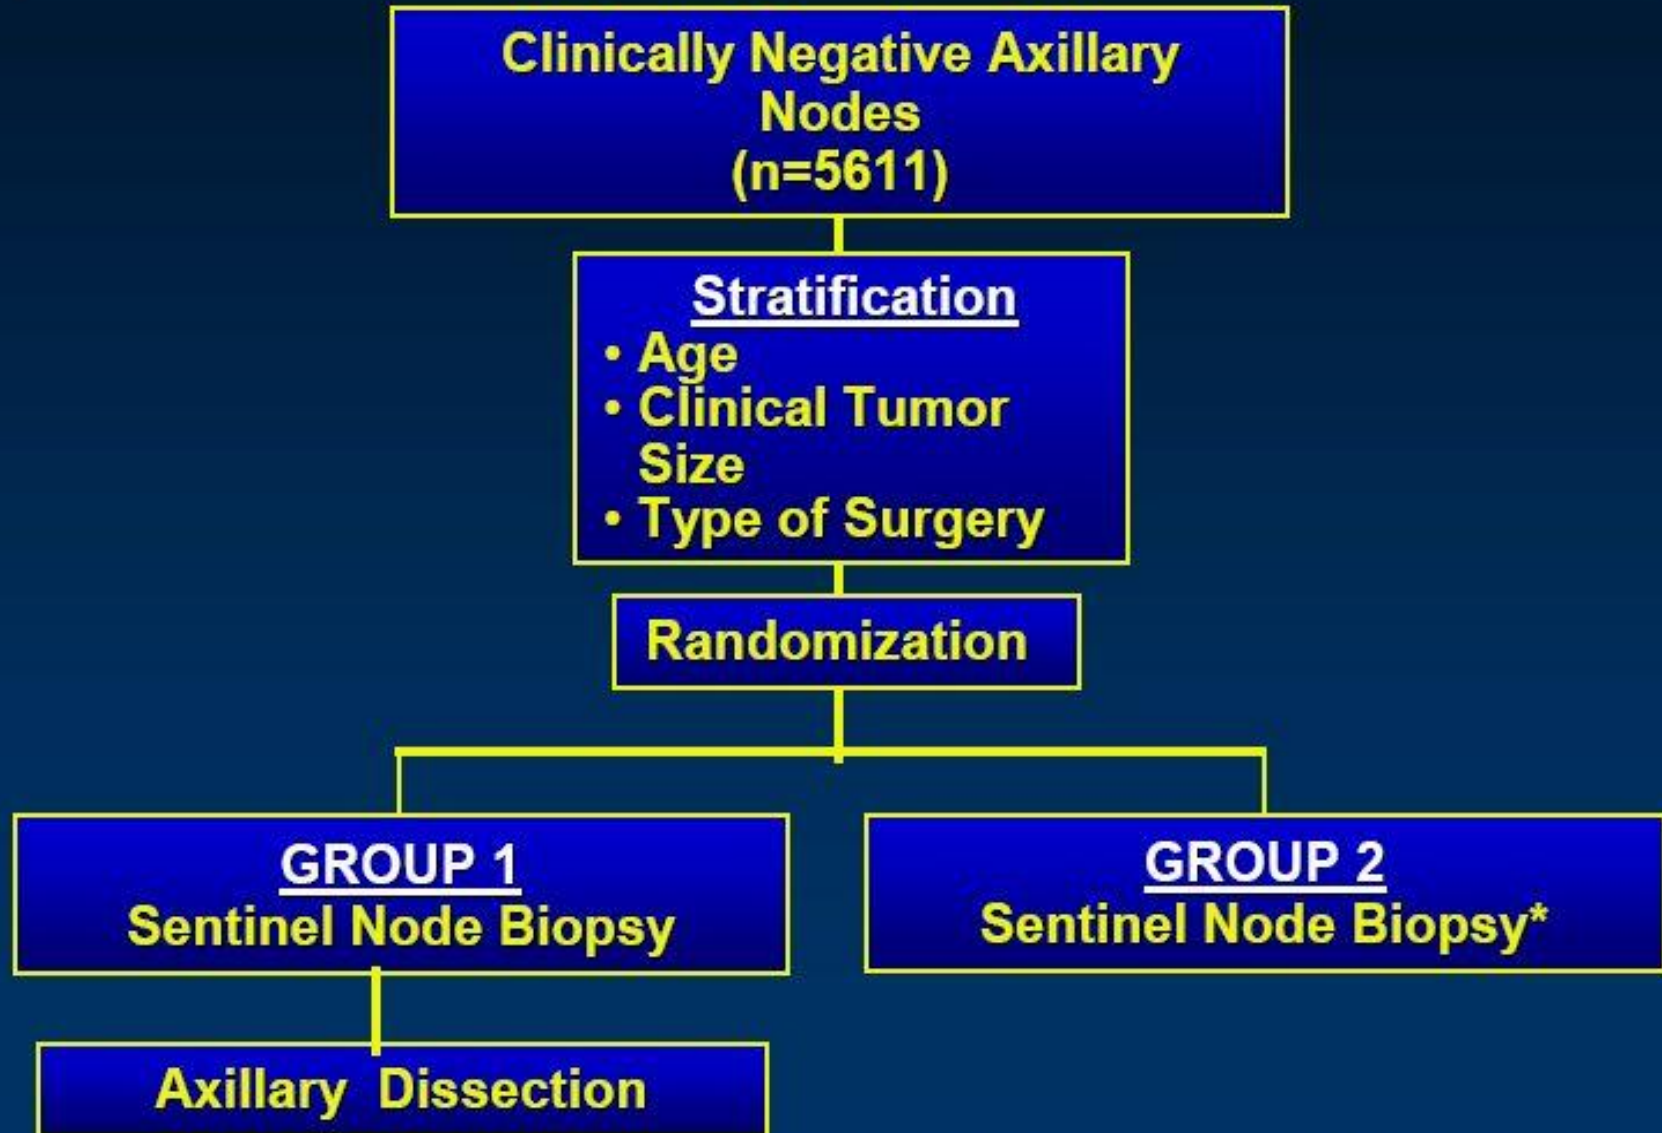 Clinically Negative Axillary
Nodes
(n=5611)
Stratification
• Age
• Clinical Tumor
Size
• Type of Surgery
Randomization
GROUP 1
Sentinel Node Biopsy
GROUP 2
Sentinel Node Biopsy*
Axillary Dissection